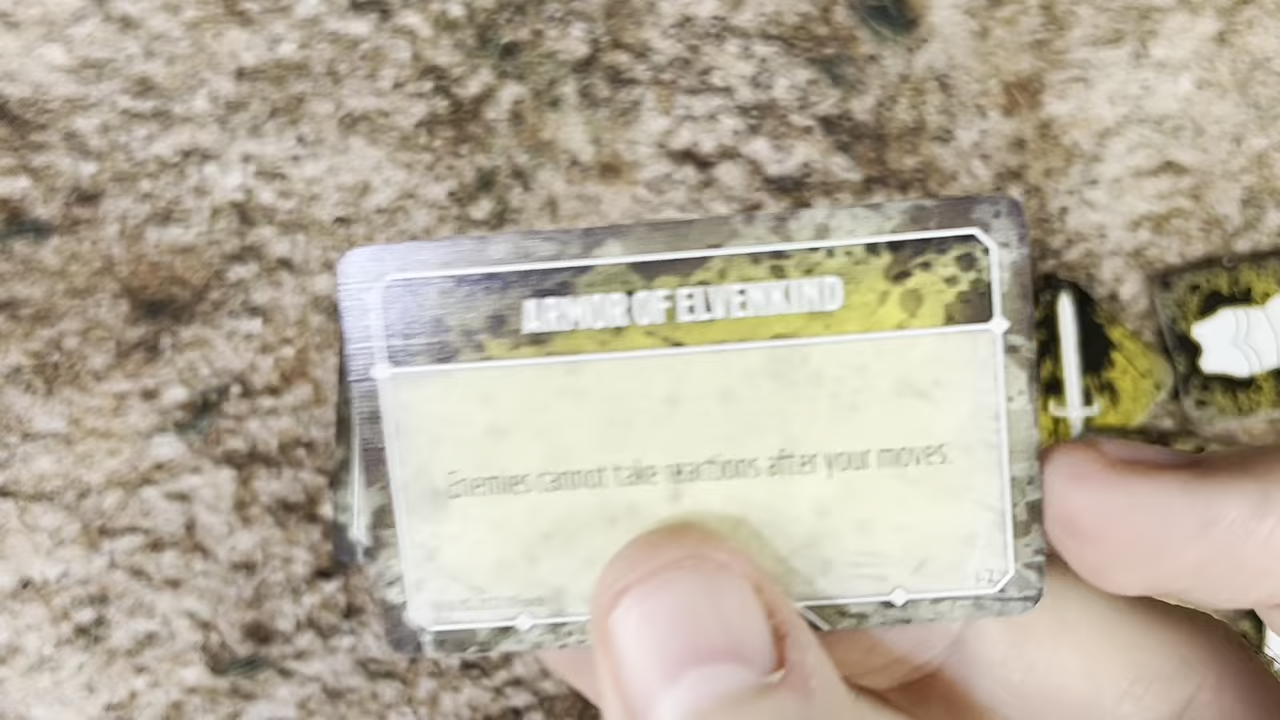 ARMOR OF ELVENKIND
Enemies cannot take reactions after your moves.